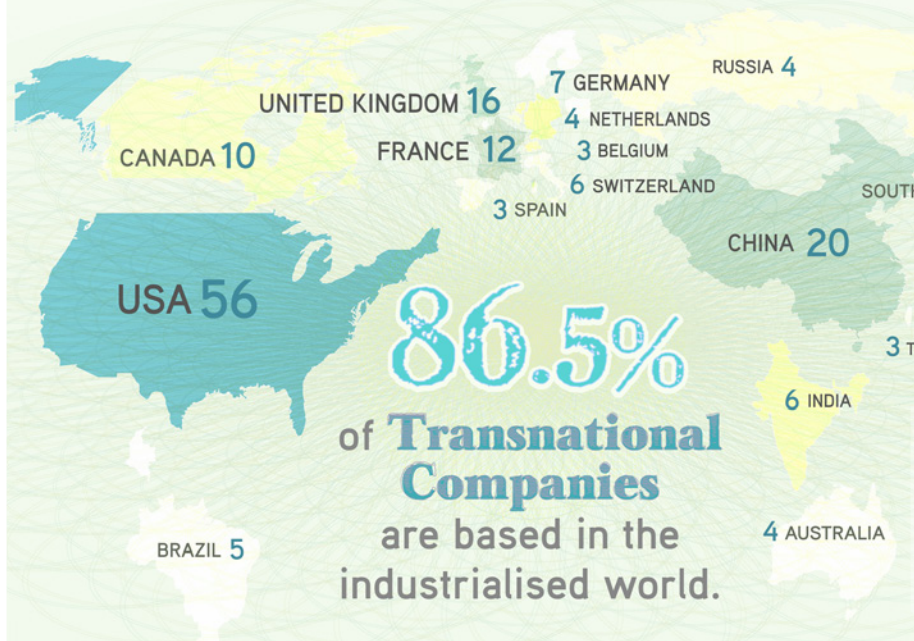 RUSSIA 4
7 GERMANY
UNITED KINGDOM 16
4 NETHERLANDS
CANADA 10
FRANCE 12
3 BELGIUM
6 SWITZERLAND
SOUTH
3 SPAIN
CHINA 20
USA 56
86.5%
3 T
6 INDIA
of Transnational
Companies
are based in the
industrialised world.
4 AUSTRALIA
BRAZIL 5